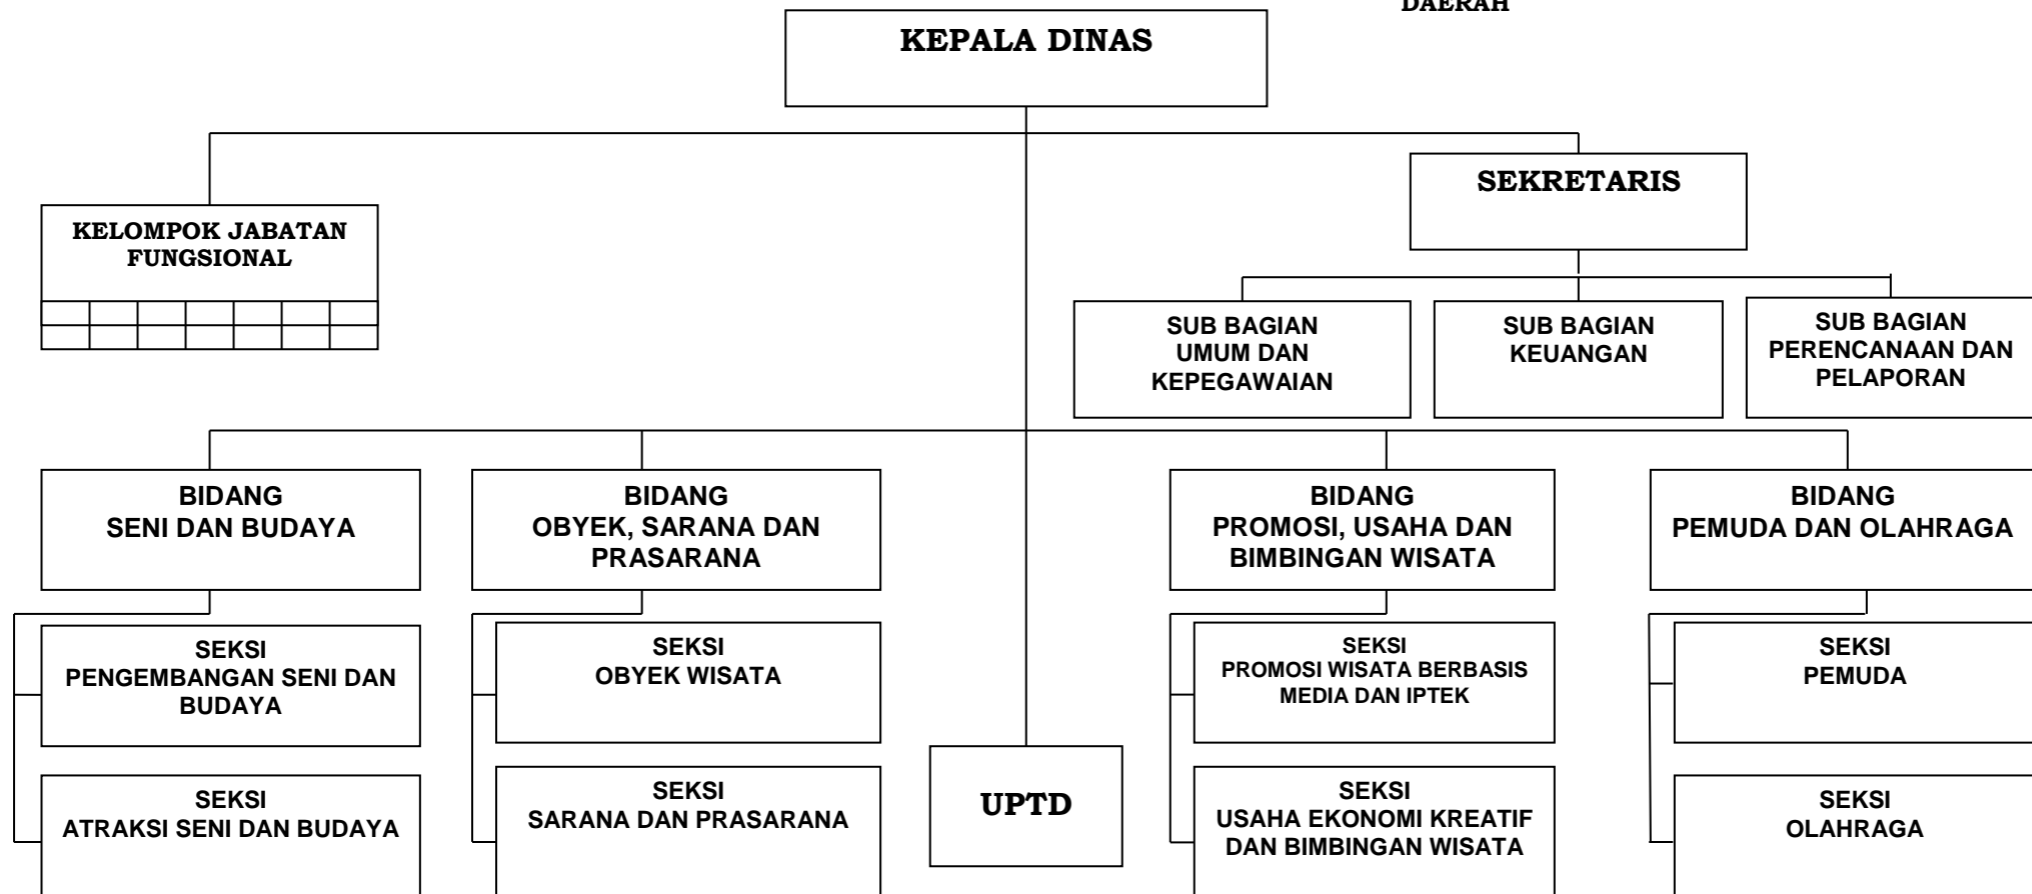 DAERAH
KEPALA DINAS
SEKRETARIS
KELOMPOK JABATAN
FUNGSIONAL
SUB BAGIAN
UMUM DAN
KEPEGAWAIAN
SUB BAGIAN
KEUANGAN
SUB BAGIAN
PERENCANAAN DAN
PELAPORAN
BIDANG
SENI DAN BUDAYA
BIDANG
OBYEK, SARANA DAN
PRASARANA
BIDANG
PROMOSI, USAHA DAN
BIMBINGAN WISATA
BIDANG
PEMUDA DAN OLAHRAGA
SEKSI
PENGEMBANGAN SENI DAN
BUDAYA
SEKSI
OBYEK WISATA
SEKSI
PROMOSI WISATA BERBASIS
MEDIA DAN IPTEK
SEKSI
PEMUDA
SEKSI
ATRAKSI SENI DAN BUDAYA
SEKSI
SARANA DAN PRASARANA
UPTD
SEKSI
USAHA EKONOMI KREATIF
DAN BIMBINGAN WISATA
SEKSI
OLAHRAGA